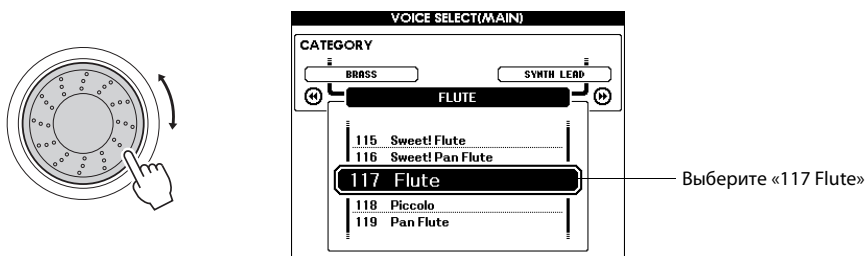 VOICE SELECT(MAIN)
CATEGORY
BRASS SYNTH LEAD
FLUTE
115 Sweet! Flute
116 Sweet! Pan Flute
117 Flute
118 Piccolo
119 Pan Flute
Выберите «117 Flute»